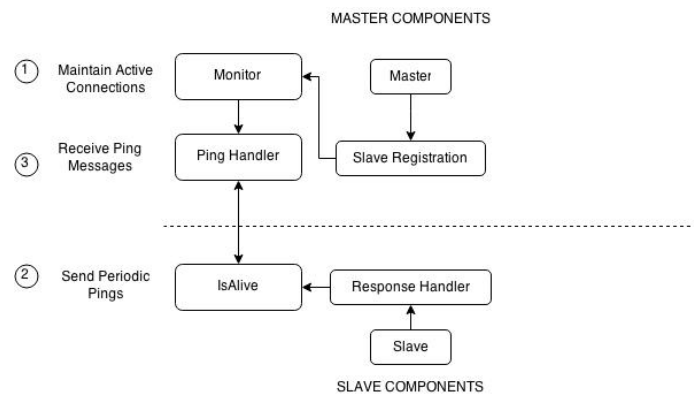 MASTER COMPONENTS
1
Maintain Active
Connections
Monitor
Master
3
Receive Ping
Messages
Ping Handler
Slave Registration
2
Send Periodic
Pings
IsAlive
Response Handler
Slave
SLAVE COMPONENTS